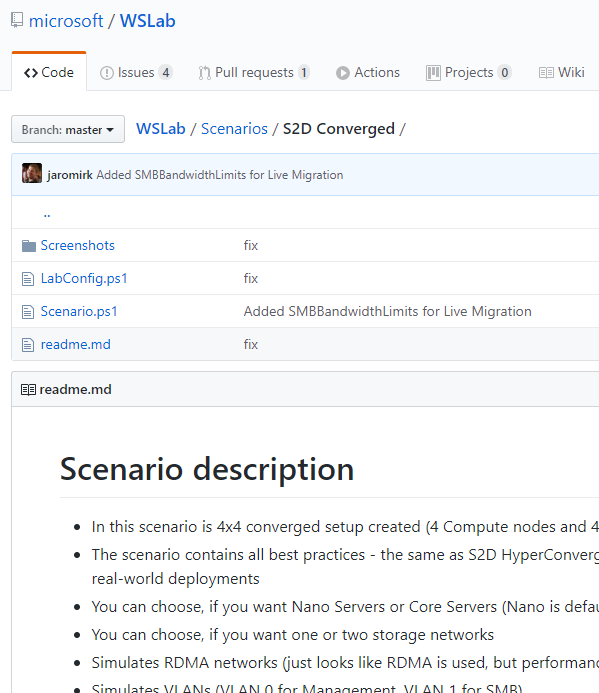 microsoft / WSLab
Code Issues 4 Pull requests 1 Actions Projects 0 Wiki
Branch: master WSLab / Scenarios / S2D Converged /
jaromirk Added SMBBandwidthLimits for Live Migration
..
Screenshots fix
LabConfig.ps1 fix
Scenario.ps1 Added SMBBandwidthLimits for Live Migration
readme.md fix
readme.md
Scenario description
• In this scenario is 4x4 converged setup created (4 Compute nodes and 4
• The scenario contains all best practices - the same as S2D HyperConverg
real-world deployments
• You can choose, if you want Nano Servers or Core Servers (Nano is defau
• You can choose, if you want one or two storage networks
• Simulates RDMA networks (just looks like RDMA is used, but performanc
• Simulates VLANs (VLAN 0 for Management, VLAN 1 for SMB)